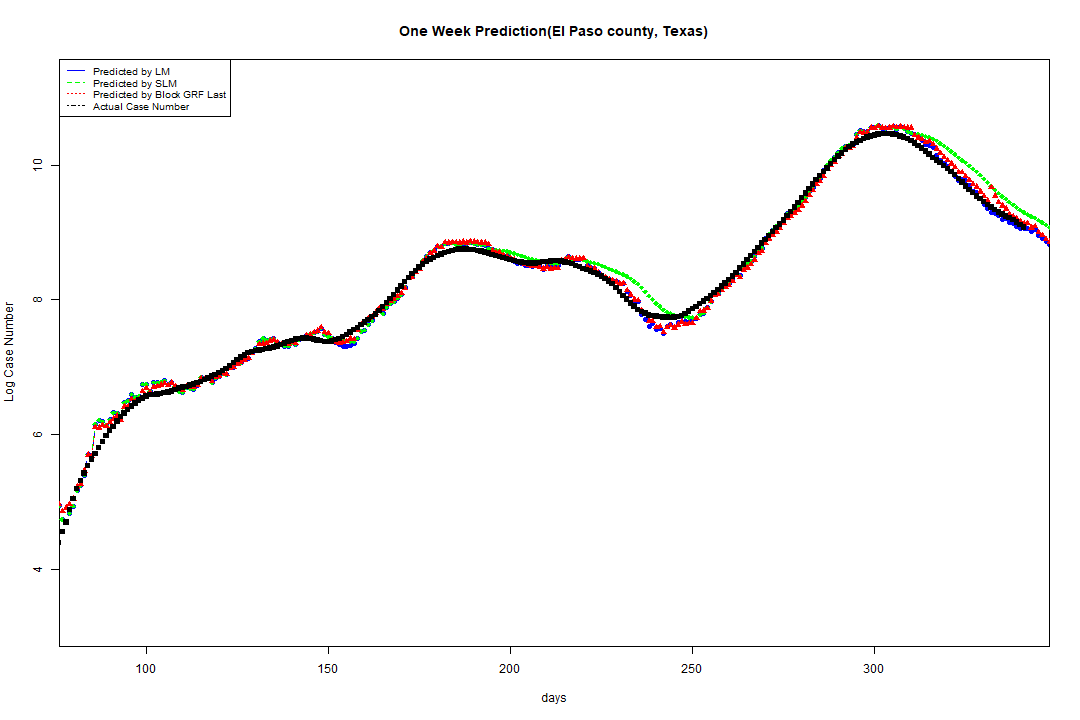 One Week Prediction(El Paso county, Texas)
Predicted by LM
Predicted by SLM
Predicted by Block GRF Last
Actual Case Number
10
8
6
4
Log Case Number
100 150 200 250 300
days